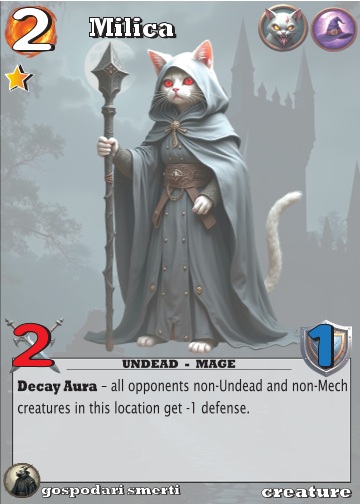 2 Milica
2 1
UNDEAD - MAGE
Decay Aura – all opponents non-Undead and non-Mech
creatures in this location get -1 defense.
gospodari smerti creature